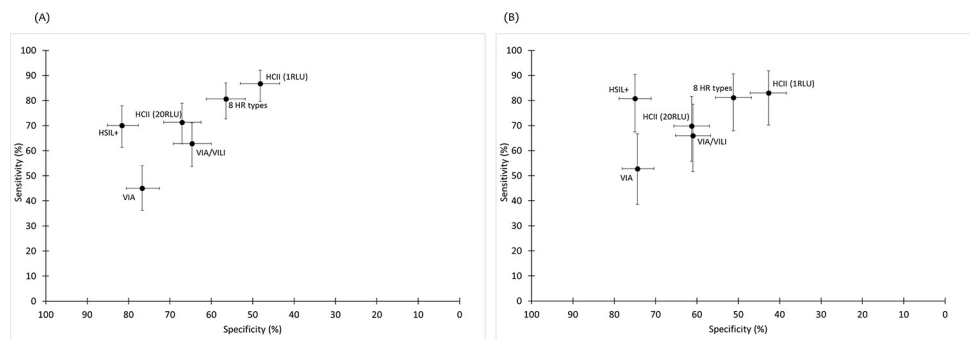 (A)
100
90
80
70
60
50
40
30
20
10
0
Sensitivity (%)
HCII (1RLU)
8 HR types
HCII (20RLU)
HSIL+
VIA/VILI
VIA
100 90 80 70 60 50 40 30 20 10 0
Specificity (%)
(B)
100
90
80
70
60
50
40
30
20
10
0
Sensitivity (%)
HCII (1RLU)
8 HR types
HSIL+
HCII (20RLU)
VIA/VILI
VIA
100 90 80 70 60 50 40 30 20 10 0
Specificity (%)